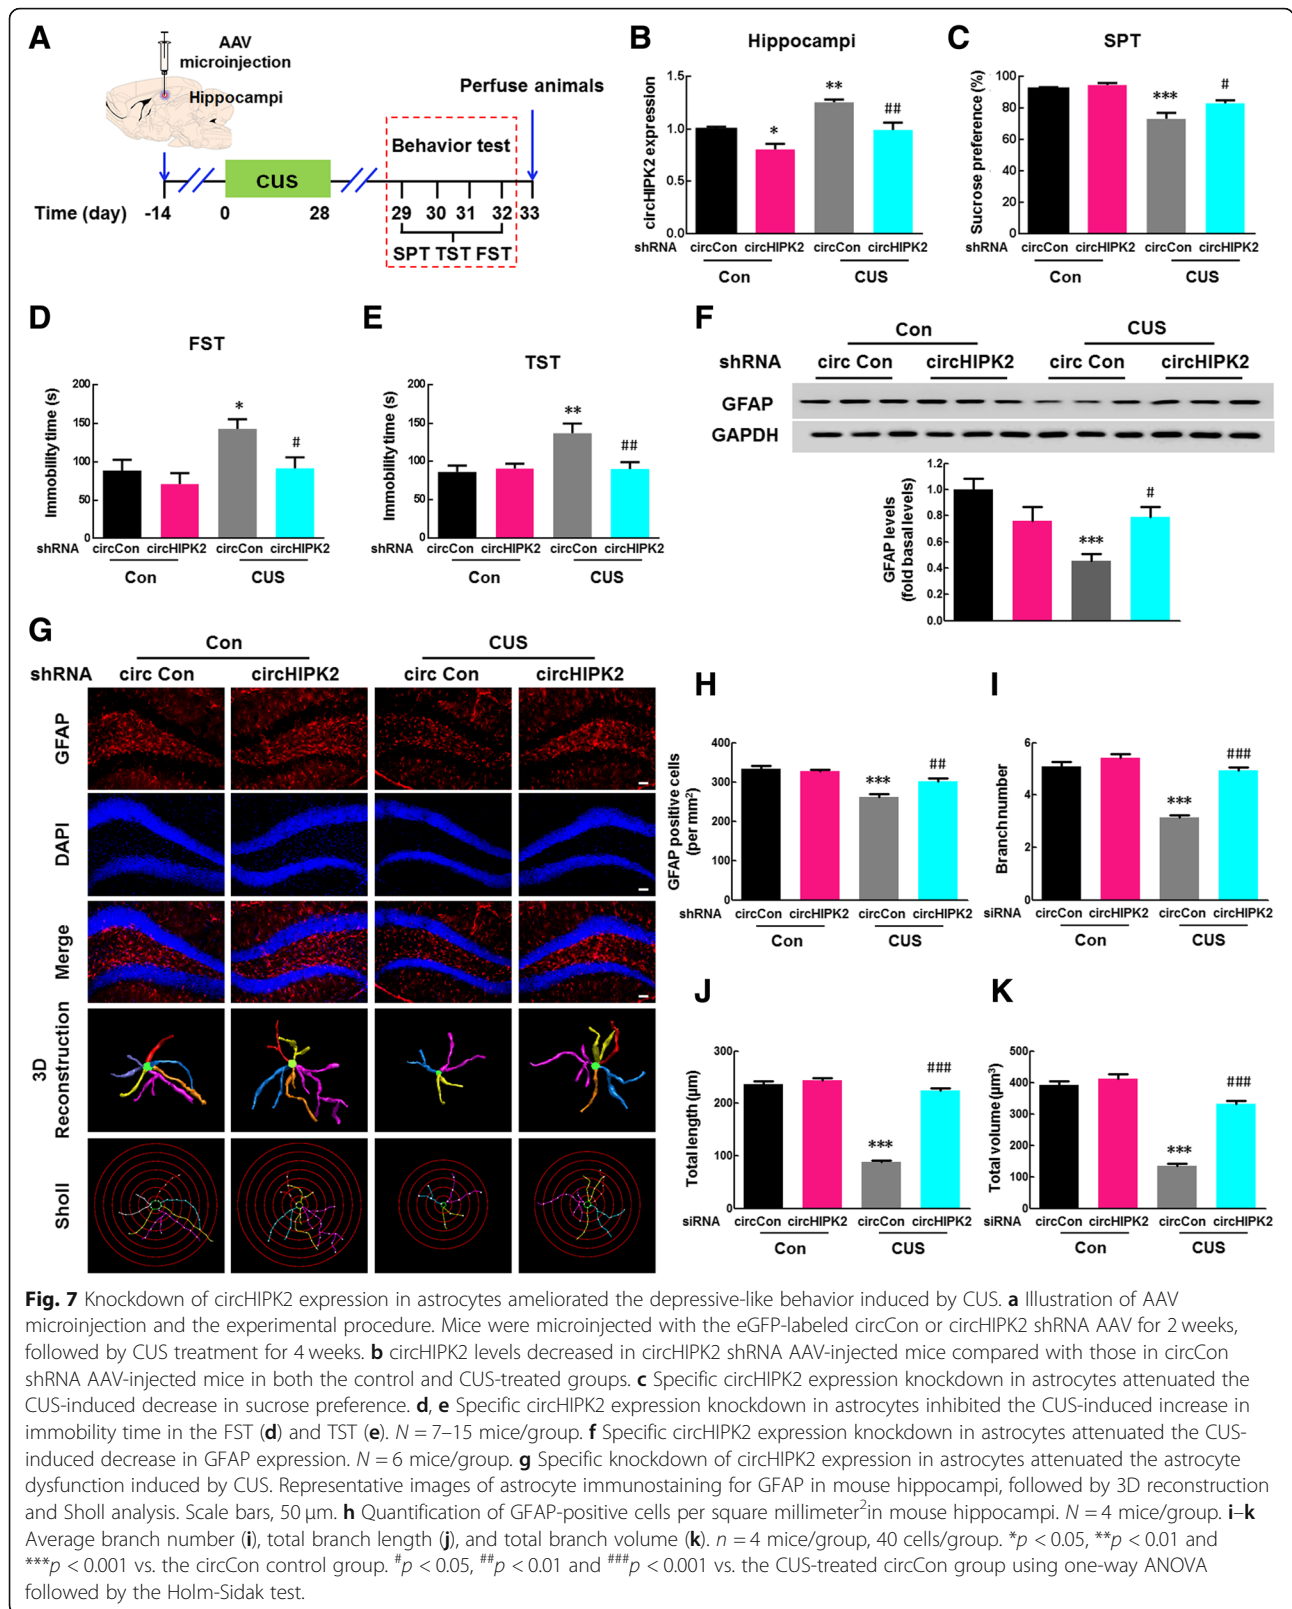 A
AAV
microinjection
Hippocampi
Perfuse animals
Behavior test
CUS
Time (day) -14 0 28 29 30 31 32 33
SPT TST FST
B
Hippocampi
circHIPK2 expression
1.5
1.0
0.5
0.0
* ** ##
shRNA circCon circHIPK2 circCon circHIPK2
Con CUS
C
SPT
Sucrose preference (%)
100
80
60
40
20
0
*** #
shRNA circCon circHIPK2 circCon circHIPK2
Con CUS
D
FST
Immobility time (s)
200
150
100
50
0
* #
shRNA circCon circHIPK2 circCon circHIPK2
Con CUS
E
TST
Immobility time (s)
200
150
100
50
0
** ##
shRNA circCon circHIPK2 circCon circHIPK2
Con CUS
F
Con CUS
shRNA circ Con circHIPK2 circ Con circHIPK2
GFAP
GAPDH
GFAP levels
(fold basal levels)
1.2
1.0
0.8
0.6
0.4
0.2
0.0
*** #
G
Con CUS
shRNA circ Con circHIPK2 circ Con circHIPK2
GFAP
DAPI
Merge
3D
Reconstruction
Sholl
H
GFAP positive cells
(per mm²)
400
300
200
100
0
*** ##
shRNA circCon circHIPK2 circCon circHIPK2
Con CUS
I
Branch number
6
4
2
0
*** ###
siRNA circCon circHIPK2 circCon circHIPK2
Con CUS
J
Total length (µm)
300
200
100
0
*** ###
siRNA circCon circHIPK2 circCon circHIPK2
Con CUS
K
Total volume (µm³)
500
400
300
200
100
0
*** ###
siRNA circCon circHIPK2 circCon circHIPK2
Con CUS
Fig. 7 Knockdown of circHIPK2 expression in astrocytes ameliorated the depressive-like behavior induced by CUS. a Illustration of AAV
microinjection and the experimental procedure. Mice were microinjected with the eGFP-labeled circCon or circHIPK2 shRNA AAV for 2 weeks,
followed by CUS treatment for 4 weeks. b circHIPK2 levels decreased in circHIPK2 shRNA AAV-injected mice compared with those in circCon
shRNA AAV-injected mice in both the control and CUS-treated groups. c Specific circHIPK2 expression knockdown in astrocytes attenuated the
CUS-induced decrease in sucrose preference. d, e Specific circHIPK2 expression knockdown in astrocytes inhibited the CUS-induced increase in
immobility time in the FST (d) and TST (e). N = 7–15 mice/group. f Specific circHIPK2 expression knockdown in astrocytes attenuated the CUS-
induced decrease in GFAP expression. N = 6 mice/group. g Specific knockdown of circHIPK2 expression in astrocytes attenuated the astrocyte
dysfunction induced by CUS. Representative images of astrocyte immunostaining for GFAP in mouse hippocampi, followed by 3D reconstruction
and Sholl analysis. Scale bars, 50 µm. h Quantification of GFAP-positive cells per square millimeter²in mouse hippocampi. N = 4 mice/group. i–k
Average branch number (i), total branch length (j), and total branch volume (k). n = 4 mice/group, 40 cells/group. *p < 0.05, **p < 0.01 and
***p < 0.001 vs. the circCon control group. #p < 0.05, ##p < 0.01 and ###p < 0.001 vs. the CUS-treated circCon group using one-way ANOVA
followed by the Holm-Sidak test.